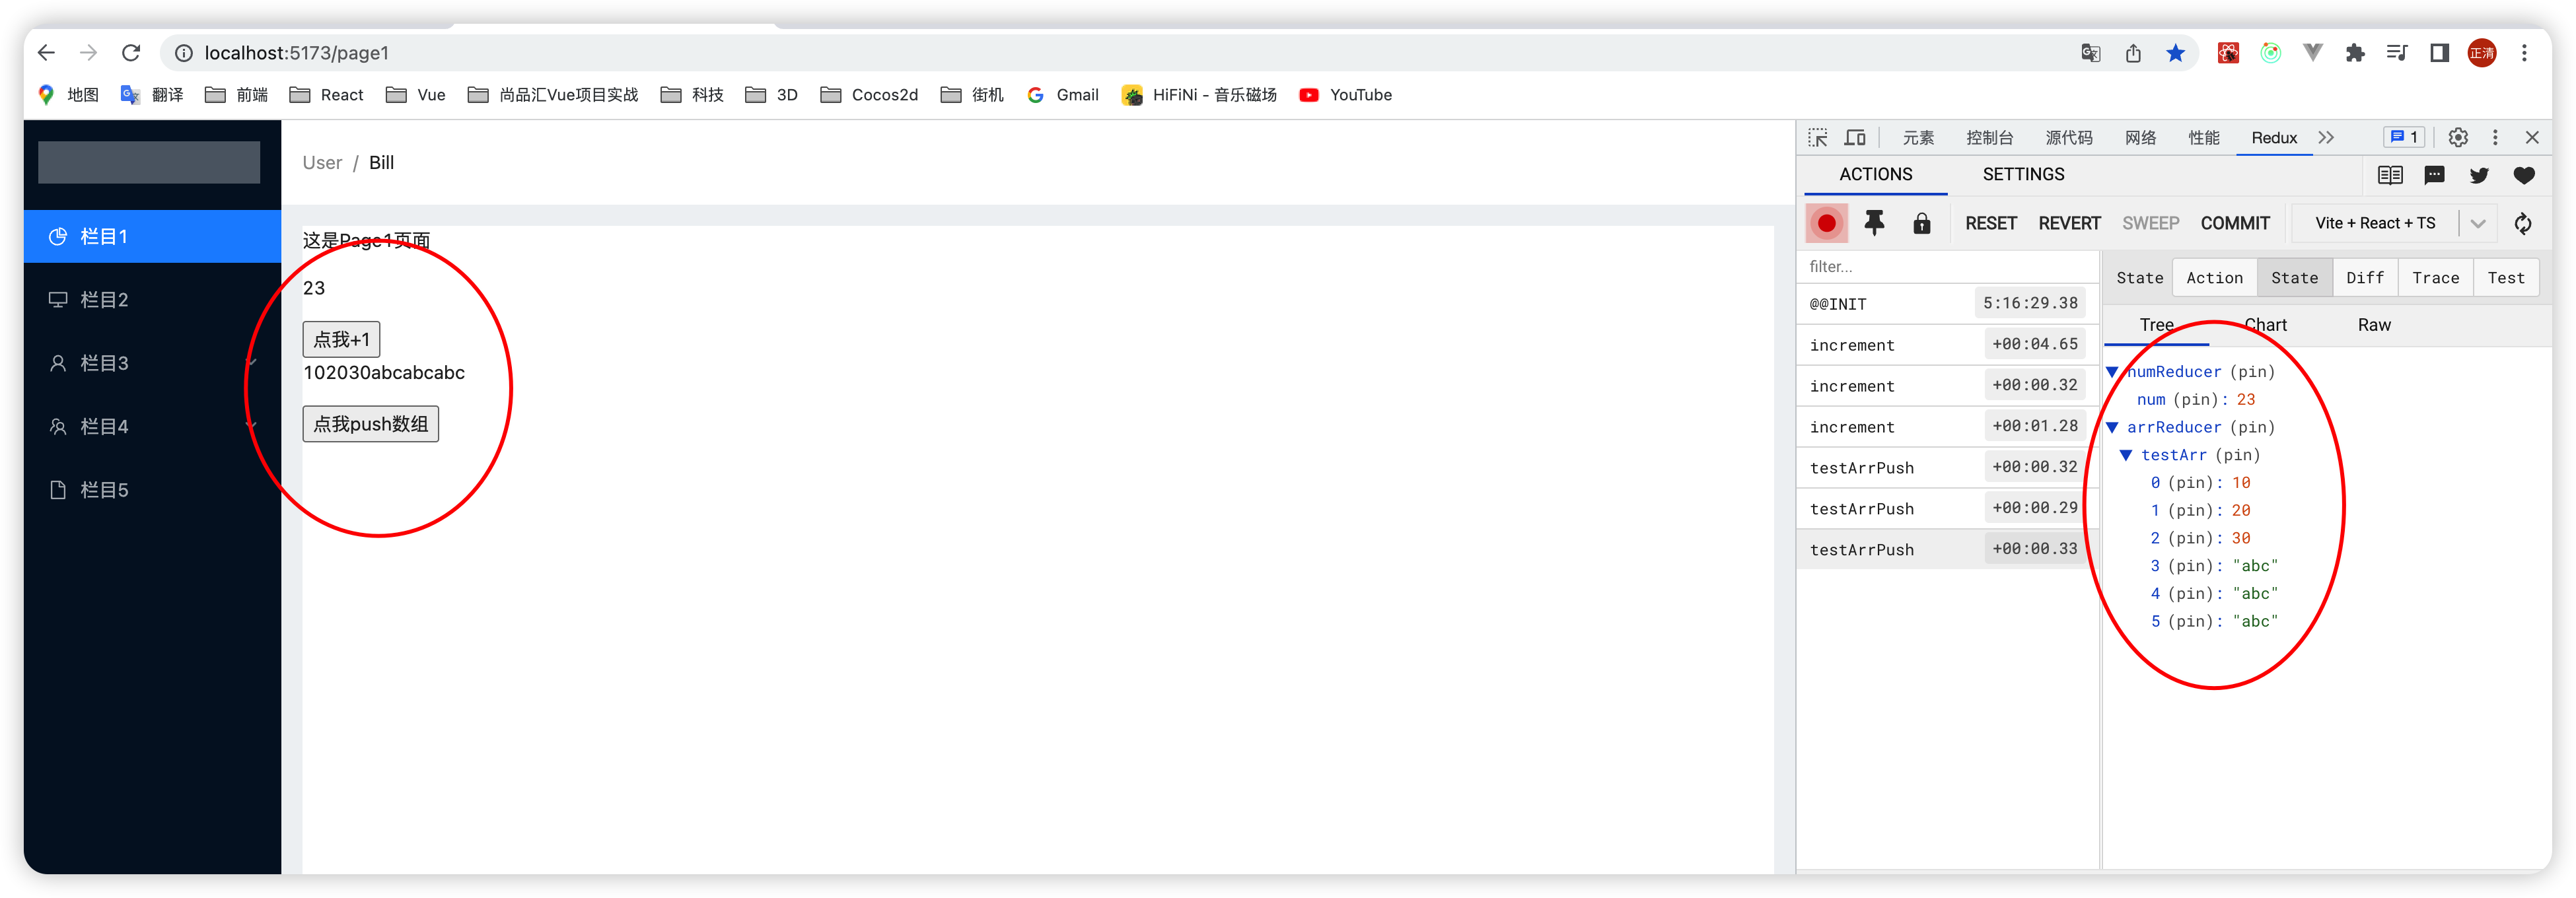 localhost:5173/page1
正清
地图 翻译 前端 React Vue 尚品汇Vue项目实战 科技 3D Cocos2d 街机 Gmail HiFiNi - 音乐磁场 YouTube
栏目1
栏目2
栏目3
栏目4
栏目5
User / Bill
这是Page1页面
23
点我+1
102030abcabcabc
点我push数组
元素 控制台 源代码 网络 性能 Redux 1
ACTIONS SETTINGS
RESET REVERT SWEEP COMMIT Vite + React + TS
filter...
@@INIT 5:16:29.38
increment +00:04.65
increment +00:00.32
increment +00:01.28
testArrPush +00:00.32
testArrPush +00:00.29
testArrPush +00:00.33
State Action State Diff Trace Test
Tree Chart Raw
numReducer (pin)
num (pin): 23
arrReducer (pin)
testArr (pin)
0 (pin): 10
1 (pin): 20
2 (pin): 30
3 (pin): "abc"
4 (pin): "abc"
5 (pin): "abc"